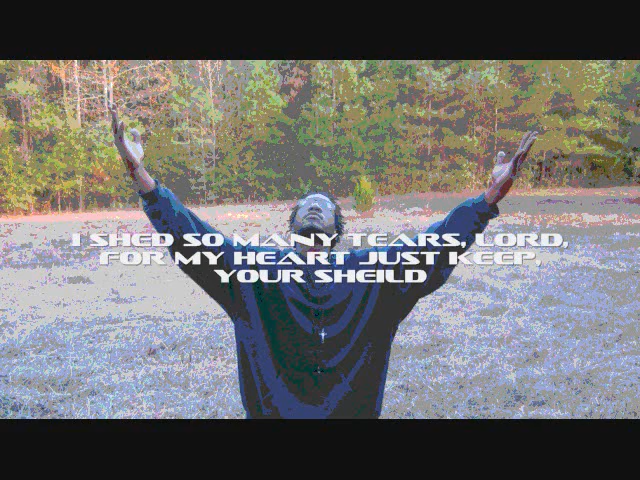 I SHED SO MANY TEARS, LORD,
FOR MY HEART JUST KEEP,
YOUR SHEILD